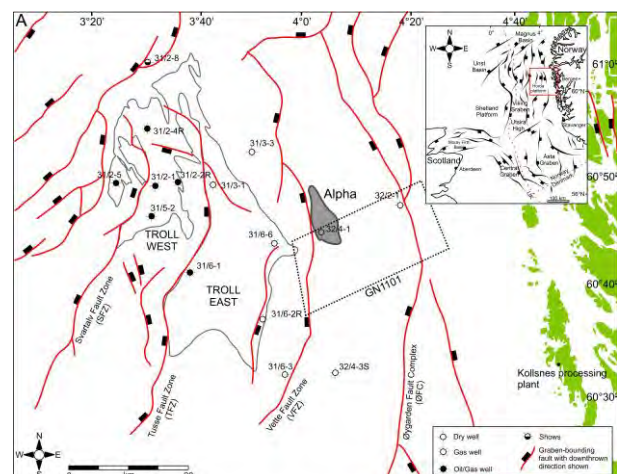 A
3°20
3°40
4°00
4°20
4°40
61°0
60°50
60°40
60°30
31/2-8
31/2-4R
31/3-3
31/2-5
31/2-1
31/2-2R
31/3-1
31/5-2
TROLL
WEST
31/6-6
Alpha
32/4-1
32/2-1
31/6-1
TROLL
EAST
GN1101
31/6-2R
31/6-3
32/4-3S
Svartalv Fault Zone
(SFZ)
Tusse Fault Zone
(TFZ)
Vette Fault Zone
(VFZ)
Øygarden Fault Complex
(ØFC)
Kollsnes processing
plant
N
W
E
S
Dry well
Gas well
Oil/Gas well
Shows
Graben-bounding
fault with downthrown
direction shown
N
W
E
S
0°
Magnus
Basin
Norway
Unst
Basin
Shetland
Platform
Viking
Graben
Utsira
High
Scotland
Aberdeen
Central
Graben
Åsta
Graben
Norway
Denmark